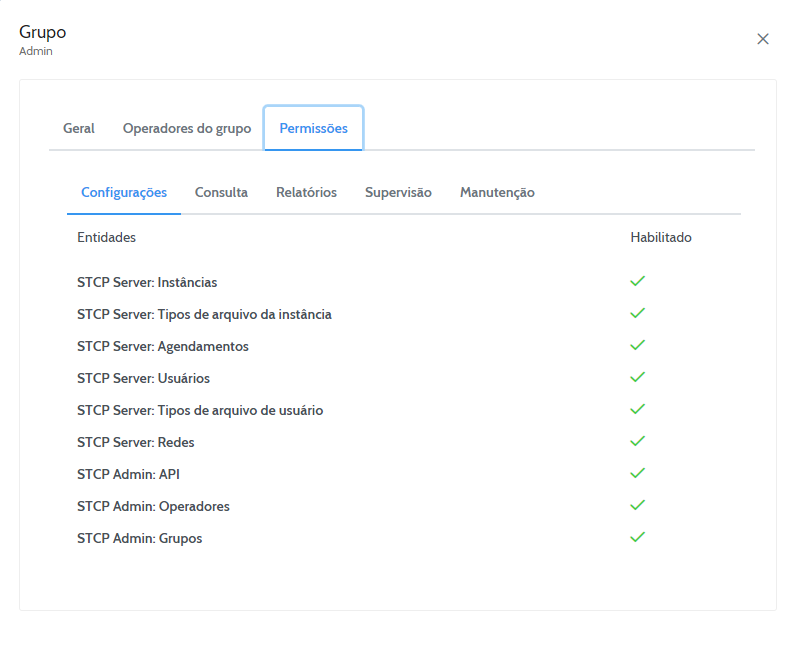 Grupo
Admin
Geral Operadores do grupo Permissões
Configurações Consulta Relatórios Supervisão Manutenção
Entidades Habilitado
STCP Server: Instâncias
STCP Server: Tipos de arquivo da instância
STCP Server: Agendamentos
STCP Server: Usuários
STCP Server: Tipos de arquivo de usuário
STCP Server: Redes
STCP Admin: API
STCP Admin: Operadores
STCP Admin: Grupos